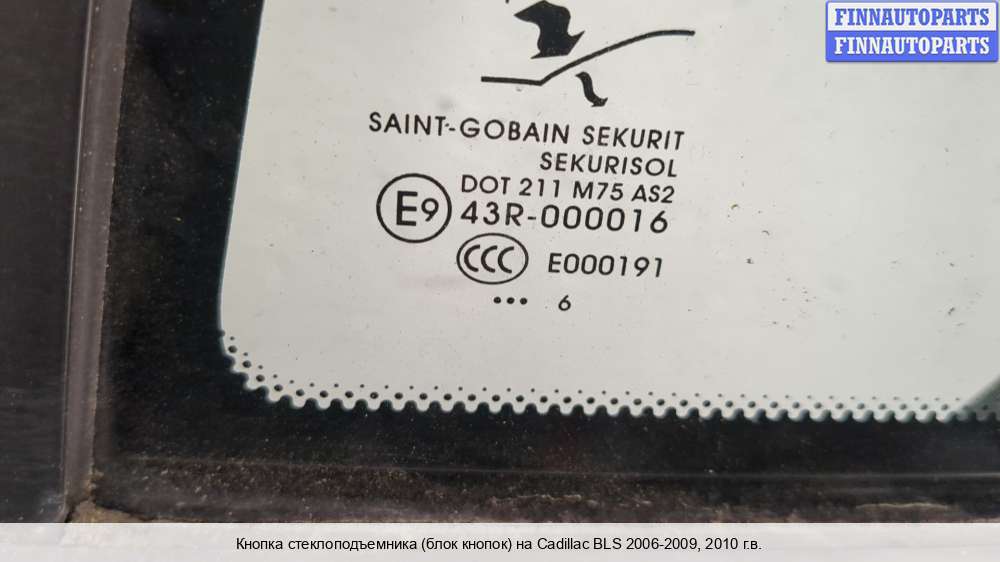 FINNAUTOPARTS
FINNAUTOPARTS
SAINT-GOBAIN SEKURIT
SEKURISOL
DOT 211 M75 AS2
E9 43R-000016
CCC E000191
••• 6
Кнопка стеклоподъемника (блок кнопок) на Cadillac BLS 2006-2009, 2010 г.в.